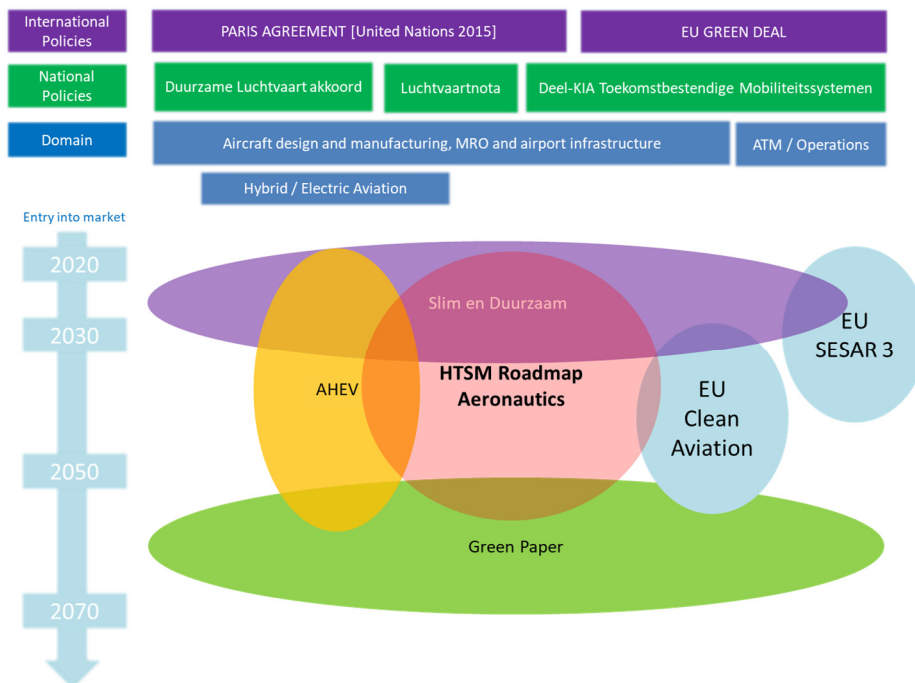 International
Policies
PARIS AGREEMENT [United Nations 2015]
EU GREEN DEAL
National
Policies
Duurzame Luchtvaart akkoord
Luchtvaartnota
Deel-KIA Toekomstbestendige Mobiliteitssystemen
Domain
Aircraft design and manufacturing, MRO and airport infrastructure
ATM / Operations
Hybrid / Electric Aviation
Entry into market
2020
2030
2050
2070
Slim en Duurzaam
AHEV
HTSM Roadmap
Aeronautics
EU
Clean
Aviation
EU
SESAR 3
Green Paper